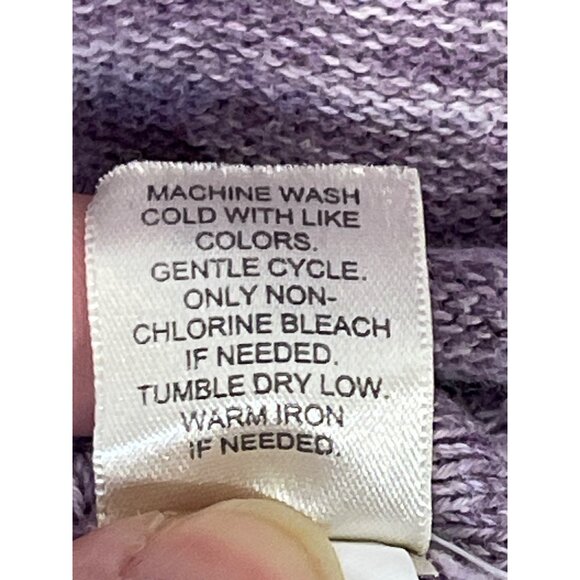 MACHINE WASH
COLD WITH LIKE
COLORS.
GENTLE CYCLE.
ONLY NON-
CHLORINE BLEACH
IF NEEDED.
TUMBLE DRY LOW.
WARM IRON
IF NEEDED.